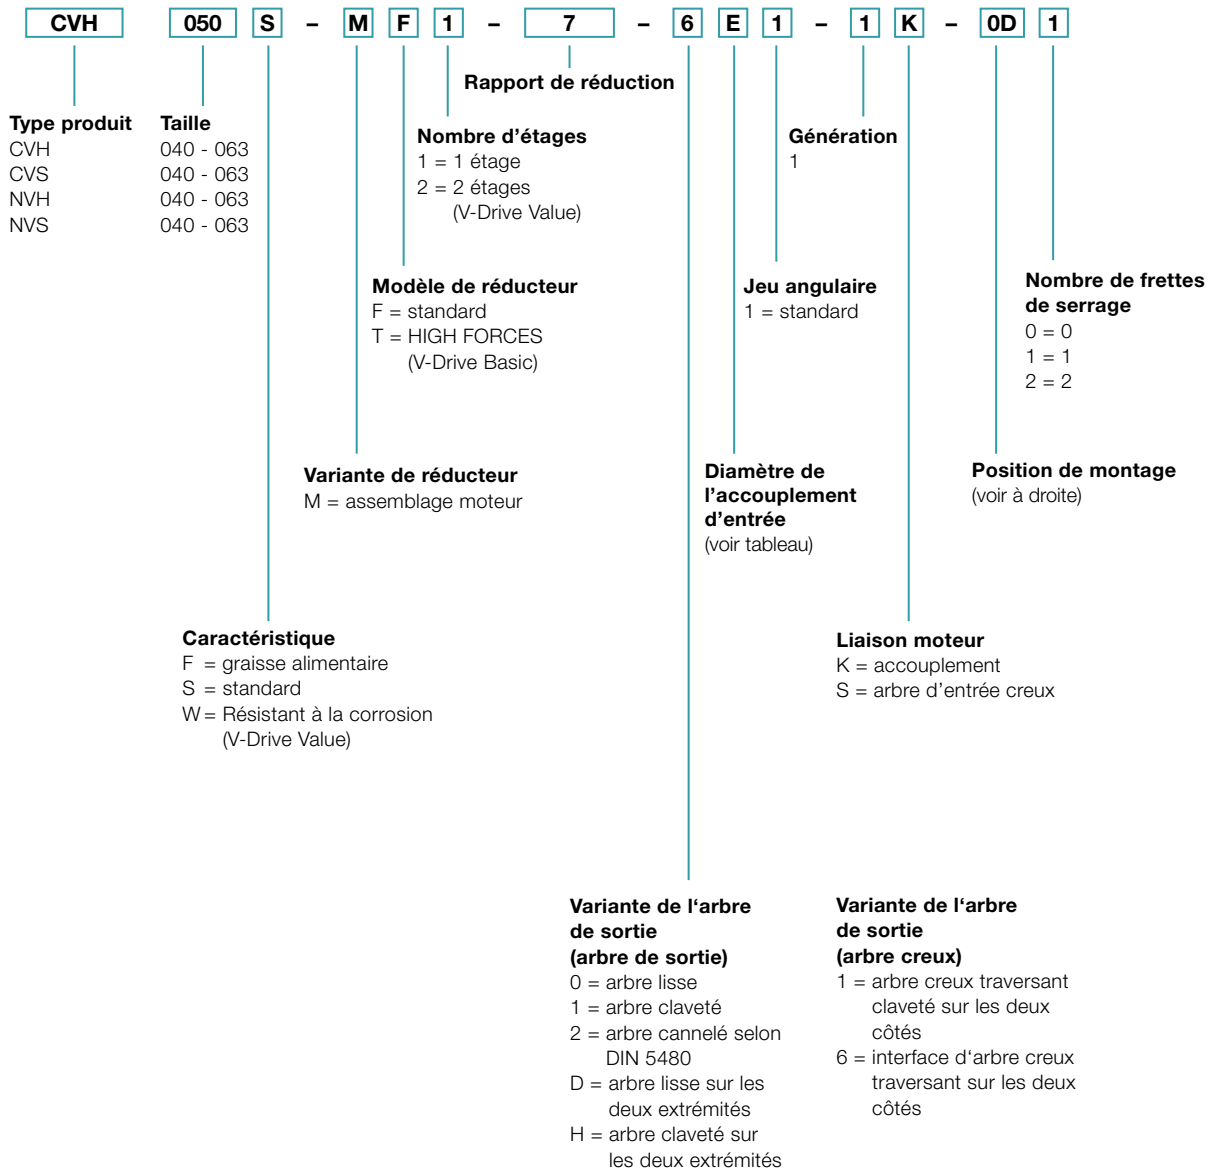 CVH 050 S – M F 1 – 7 – 6 E 1 – 1 K – 0D 1
Rapport de réduction
Type produit
CVH
CVS
NVH
NVS
Taille
040 - 063
040 - 063
040 - 063
040 - 063
Nombre d’étages
1 = 1 étage
2 = 2 étages
(V-Drive Value)
Génération
1
Modèle de réducteur
F = standard
T = HIGH FORCES
(V-Drive Basic)
Jeu angulaire
1 = standard
Nombre de frettes
de serrage
0 = 0
1 = 1
2 = 2
Variante de réducteur
M = assemblage moteur
Diamètre de
l’accouplement
d’entrée
(voir tableau)
Position de montage
(voir à droite)
Caractéristique
F = graisse alimentaire
S = standard
W = Résistant à la corrosion
(V-Drive Value)
Liaison moteur
K = accouplement
S = arbre d’entrée creux
Variante de l‘arbre
de sortie
(arbre de sortie)
0 = arbre lisse
1 = arbre claveté
2 = arbre cannelé selon
DIN 5480
D = arbre lisse sur les
deux extrémités
H = arbre claveté sur
les deux extrémités
Variante de l‘arbre
de sortie
(arbre creux)
1 = arbre creux traversant
claveté sur les deux
côtés
6 = interface d‘arbre creux
traversant sur les deux
côtés